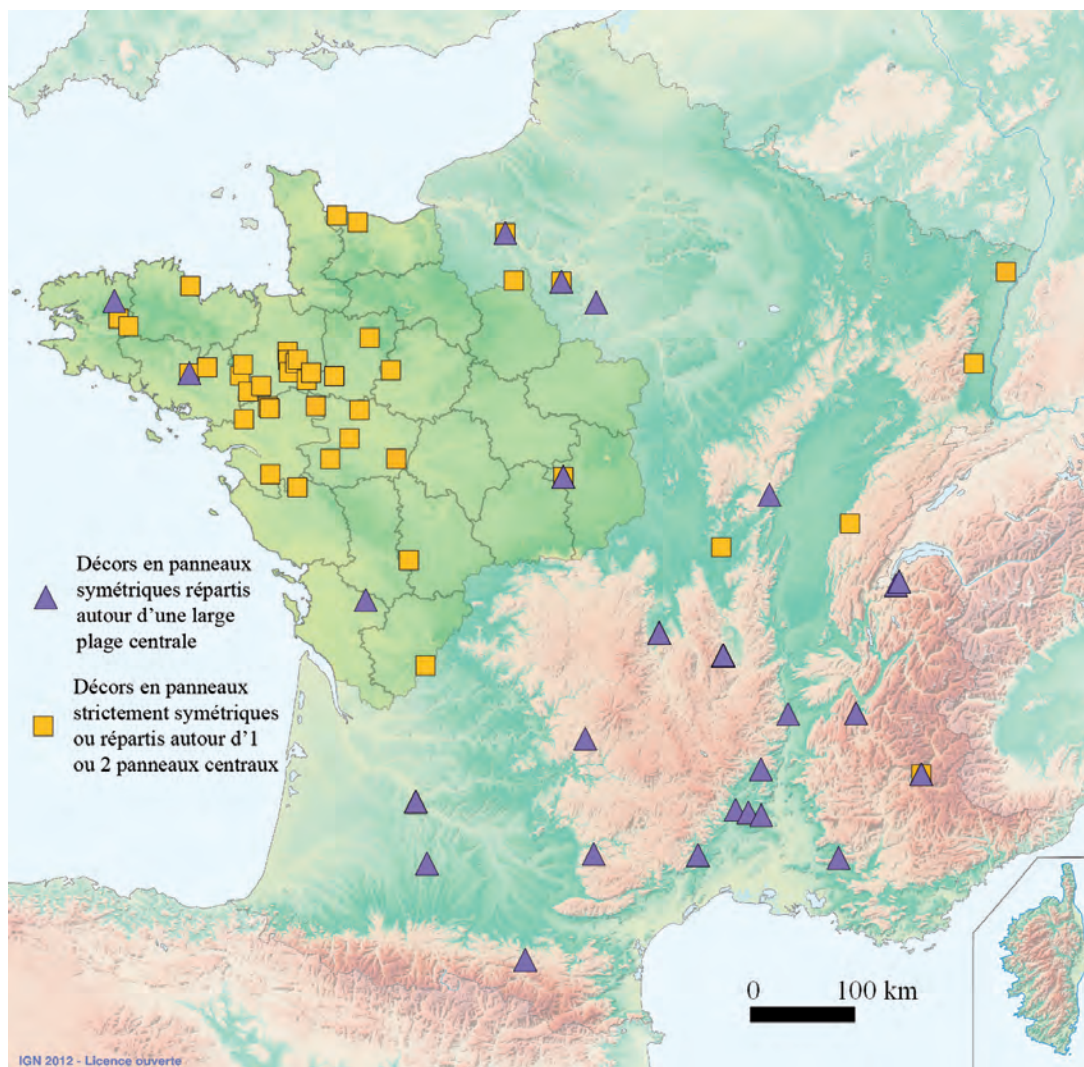 Décors en panneaux
symétriques répartis
autour d’une large
plage centrale
Décors en panneaux
strictement symétriques
ou répartis autour d’1
ou 2 panneaux centraux
0 100 km
IGN 2012 - Licence ouverte